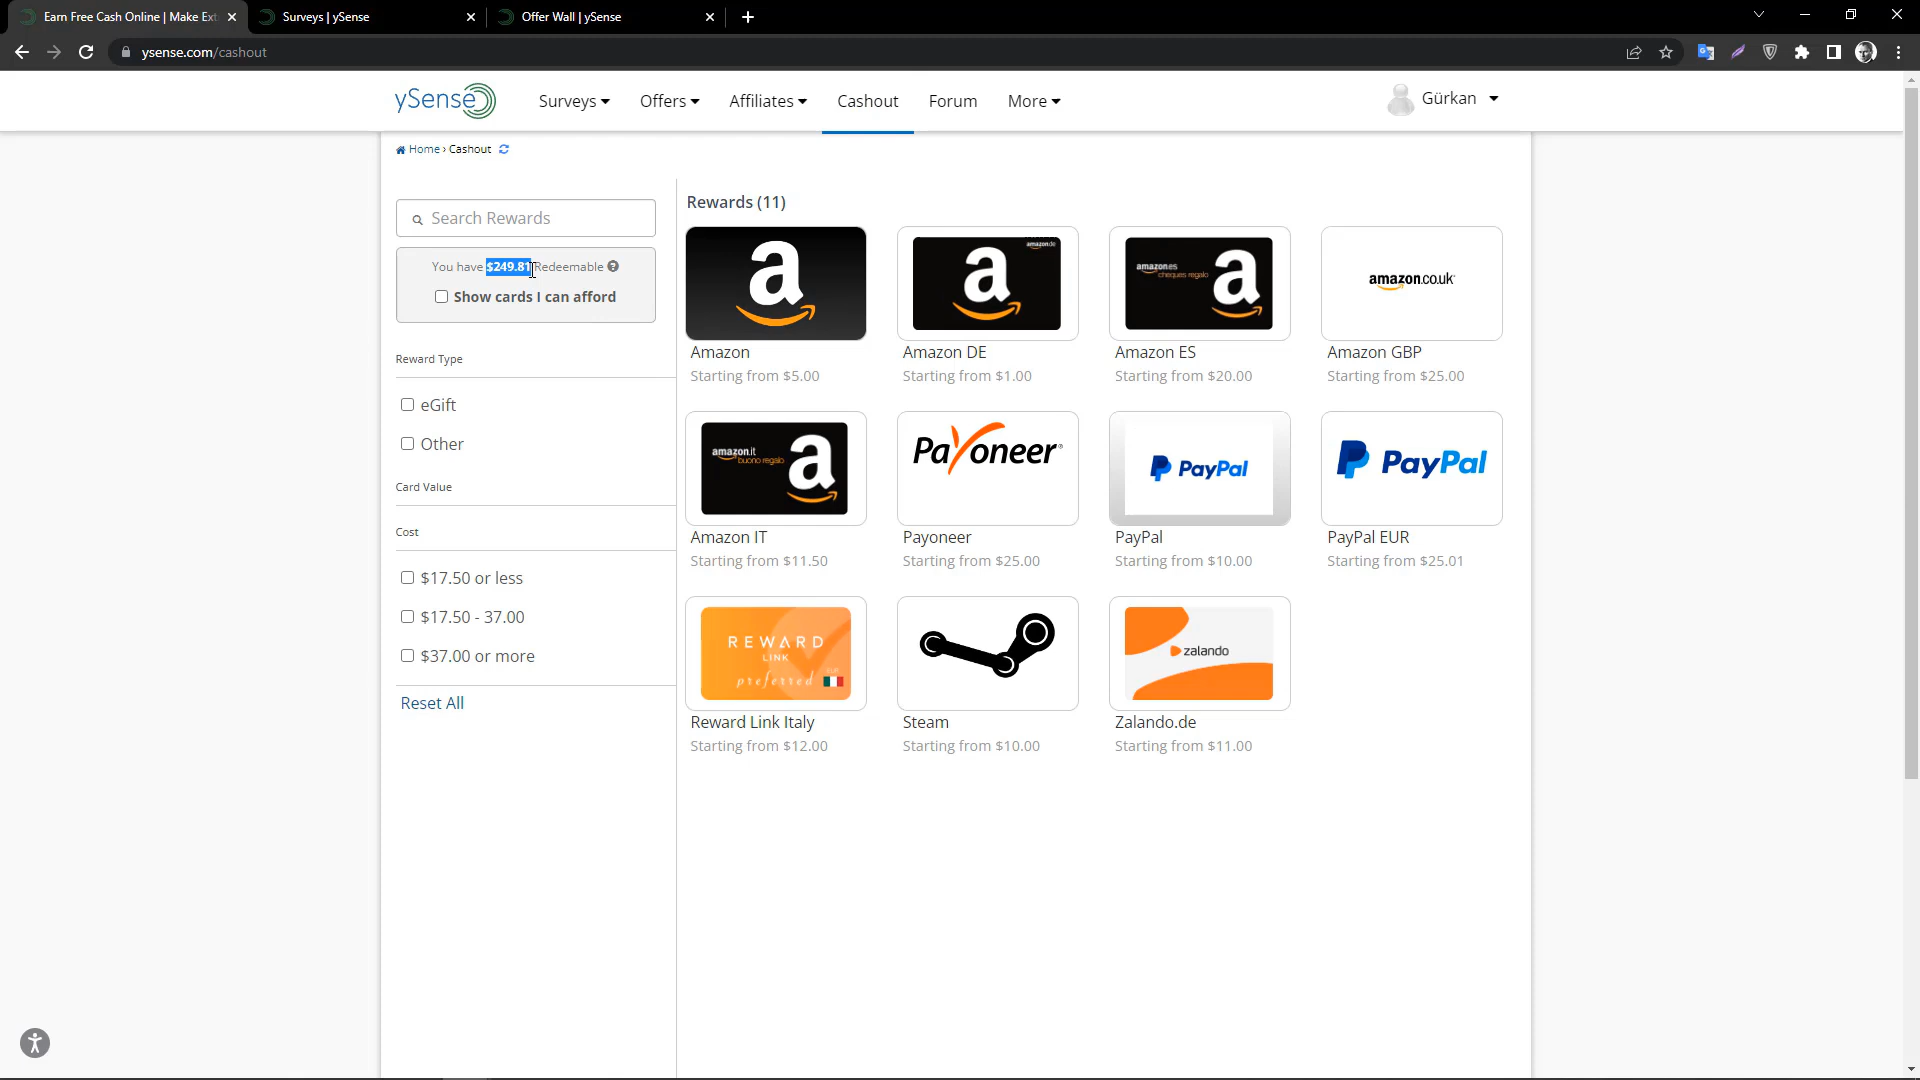 Earn Free Cash Online | Make Ext
Surveys | ySense
Offer Wall | ySense
ysense.com/cashout
ySense
Surveys
Offers
Affiliates
Cashout
Forum
More
Gürkan
Home › Cashout
Search Rewards
You have $249.81 Redeemable
Show cards I can afford
Reward Type
eGift
Other
Card Value
Cost
$17.50 or less
$17.50 - 37.00
$37.00 or more
Reset All
Rewards (11)
a
Amazon
Starting from $5.00
amazon.de
a
Amazon DE
Starting from $1.00
amazon.es
cheques regalo
a
Amazon ES
Starting from $20.00
amazon.co.uk
Amazon GBP
Starting from $25.00
amazon.it
buono regalo
a
Amazon IT
Starting from $11.50
Payoneer
Payoneer
Starting from $25.00
PayPal
PayPal
Starting from $10.00
PayPal
PayPal EUR
Starting from $25.01
REWARD
LINK
preferred
Reward Link Italy
Starting from $12.00
Steam
Starting from $10.00
zalando
Zalando.de
Starting from $11.00